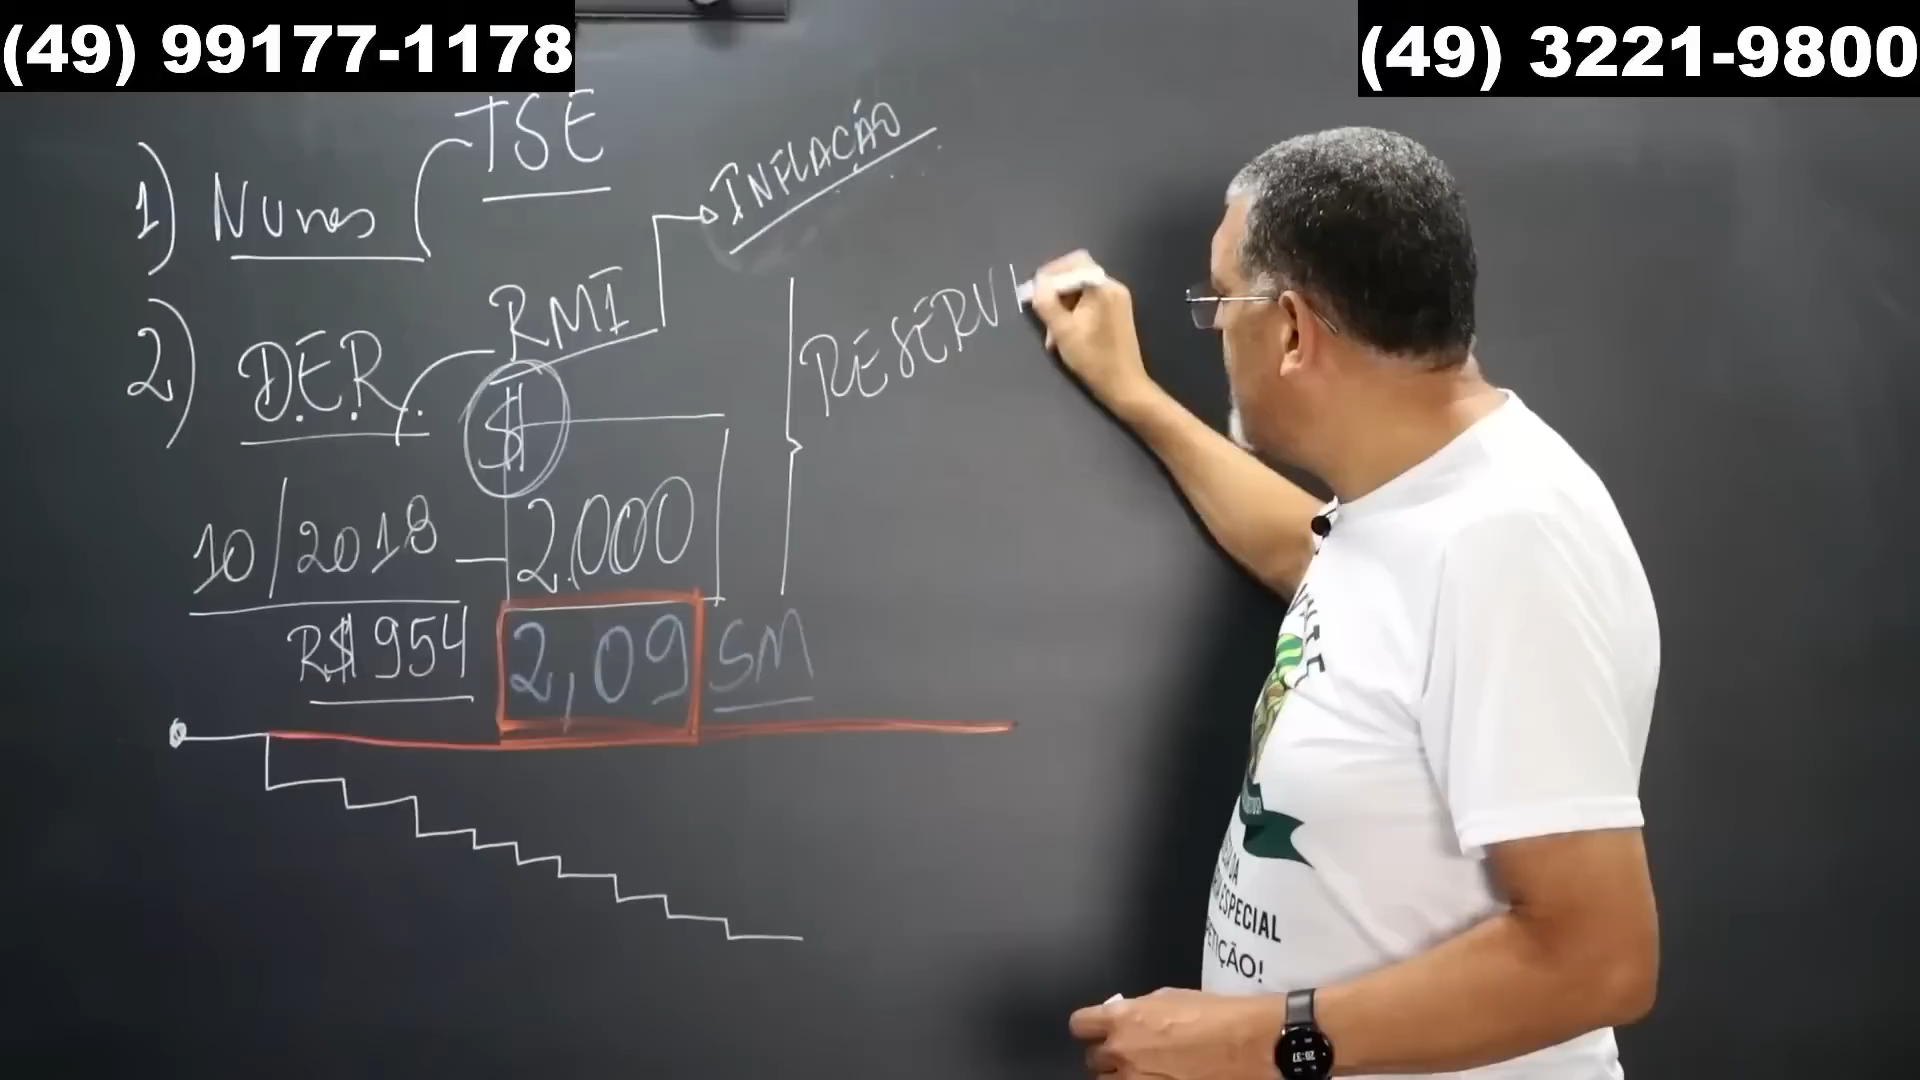 (49) 99177-1178
(49) 3221-9800
TSE
1) Nunes
INFLAÇÃO
RMI
2) D.E.R.
RESERV
$
10/2018
2.000
R$ 954
2,09 SM
ESPECIAL